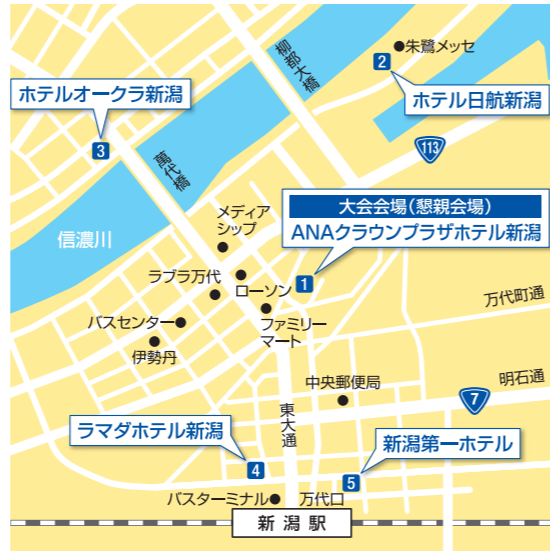 朱鷺メッセ
柳都大橋
2
ホテル日航新潟
ホテルオークラ新潟
3
萬代橋
113
信濃川
メディア
シップ
大会会場（懇親会場）
ANAクラウンプラザホテル新潟
1
ラブラ万代
ローソン
万代町通
バスセンター
ファミリー
マート
伊勢丹
中央郵便局
明石通
7
東大通
ラマダホテル新潟
4
新潟第一ホテル
5
バスターミナル
万代口
新潟駅